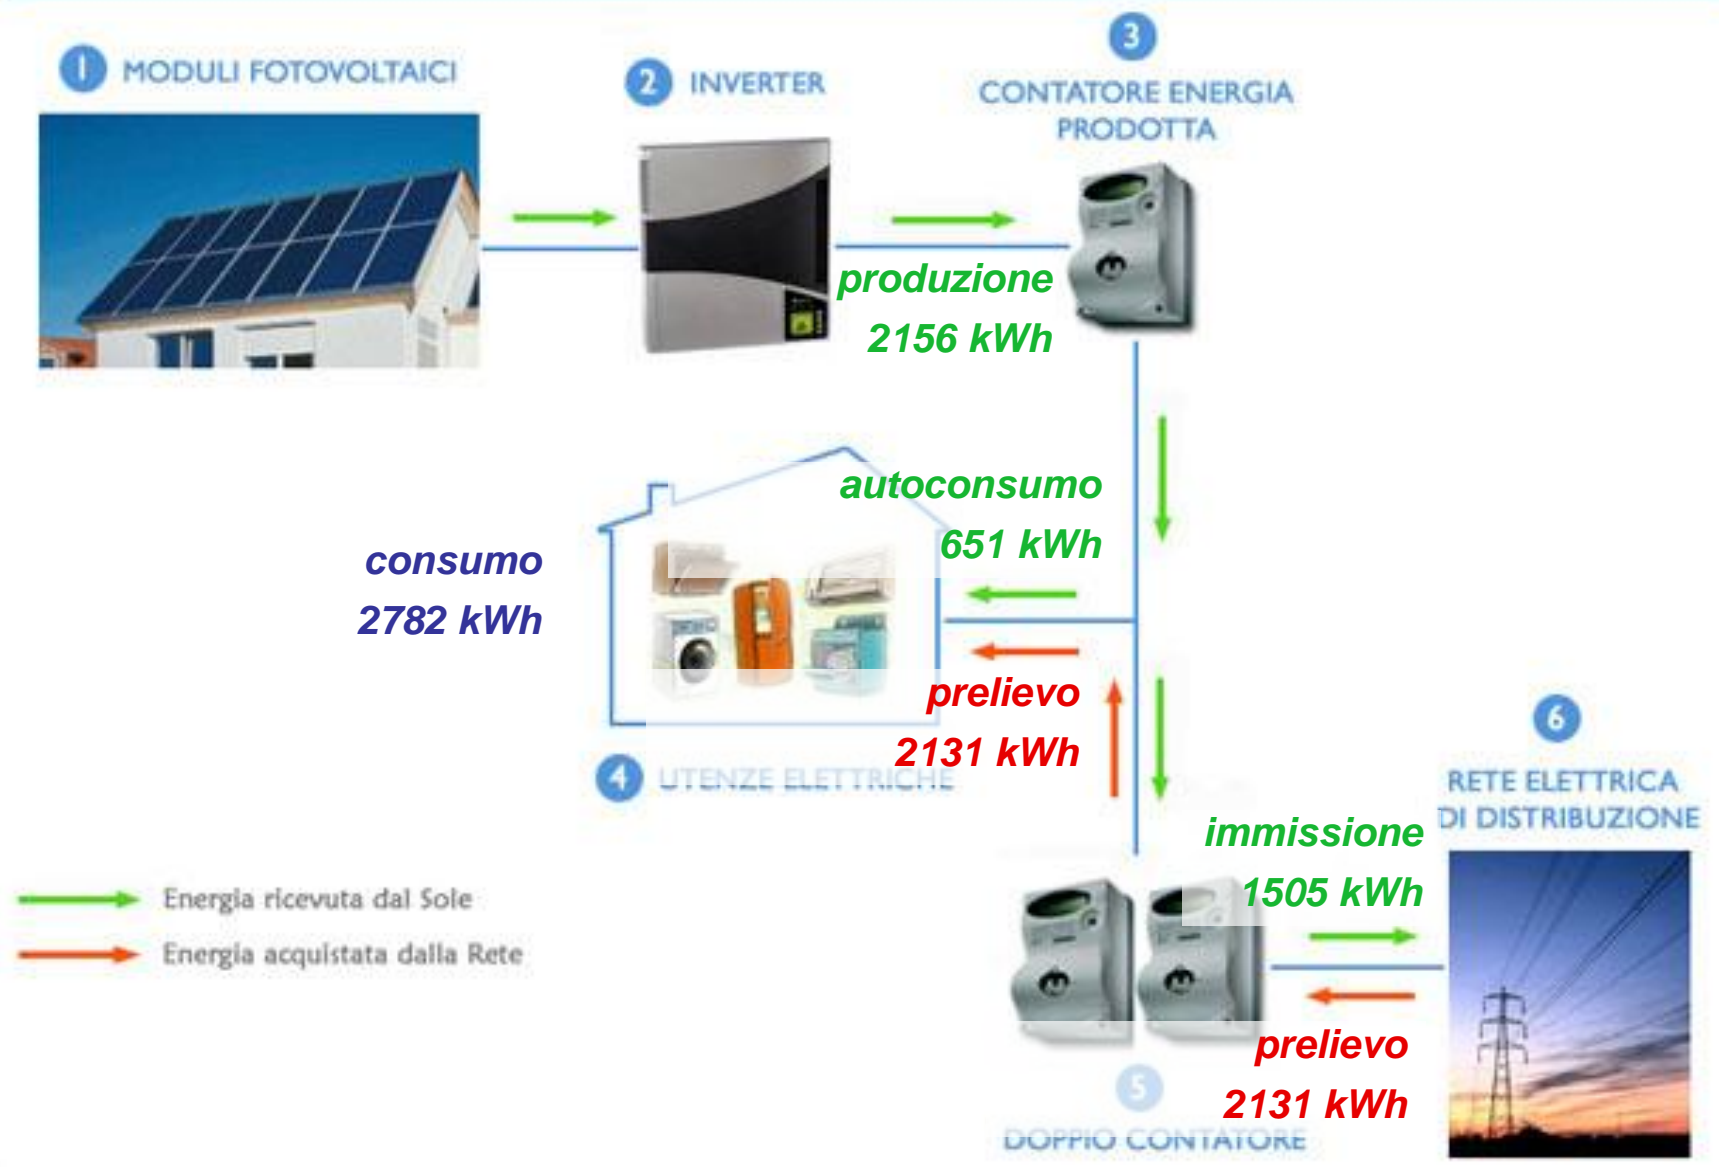 1 MODULI FOTOVOLTAICI
2 INVERTER
3
CONTATORE ENERGIA
PRODOTTA
produzione
2156 kWh
autoconsumo
651 kWh
consumo
2782 kWh
prelievo
2131 kWh
4 UTENZE ELETTRICHE
6
RETE ELETTRICA
DI DISTRIBUZIONE
immissione
1505 kWh
Energia ricevuta dal Sole
Energia acquistata dalla Rete
prelievo
2131 kWh
5
DOPPIO CONTATORE